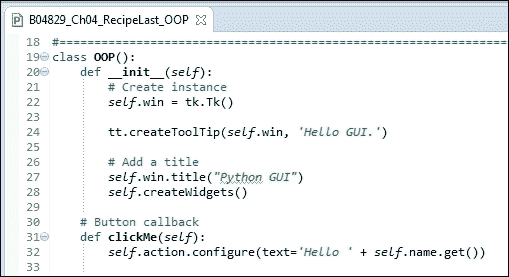 B04829_Ch04_RecipeLast_OOP
18 #=================================================================
19 class OOP():
20     def __init__(self):
21         # Create instance
22         self.win = tk.Tk()
23
24         tt.createToolTip(self.win, 'Hello GUI.')
25
26         # Add a title
27         self.win.title("Python GUI")
28         self.createWidgets()
29
30     # Button callback
31     def clickMe(self):
32         self.action.configure(text='Hello ' + self.name.get())
33